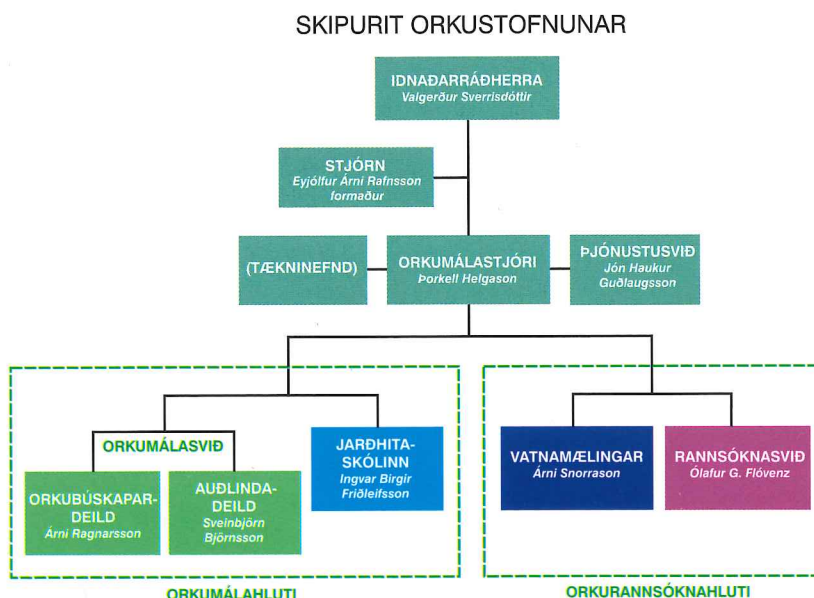 SKIPURIT ORKUSTOFNUNAR
IDNAÐARRÁÐHERRA
Valgerður Sverrisdóttir
STJÓRN
Eyjólfur Árni Rafnsson
formaður
(TÆKNINEFND)
ORKUMÁLASTJÓRI
Þorkell Helgason
ÞJÓNUSTUSVIÐ
Jón Haukur
Guðlaugsson
ORKUMÁLASVIÐ
ORKUBÚSKAPAR-
DEILD
Árni Ragnarsson
AUÐLINDA-
DEILD
Sveinbjörn
Björnsson
JARÐHITA-
SKÓLINN
Ingvar Birgir
Friðleifsson
VATNAMÆLINGAR
Árni Snorrason
RANNSÓKNASVIÐ
Ólafur G. Flóvenz
ORKUMÁLAHLUTI
ORKURANNSÓKNAHLUTI